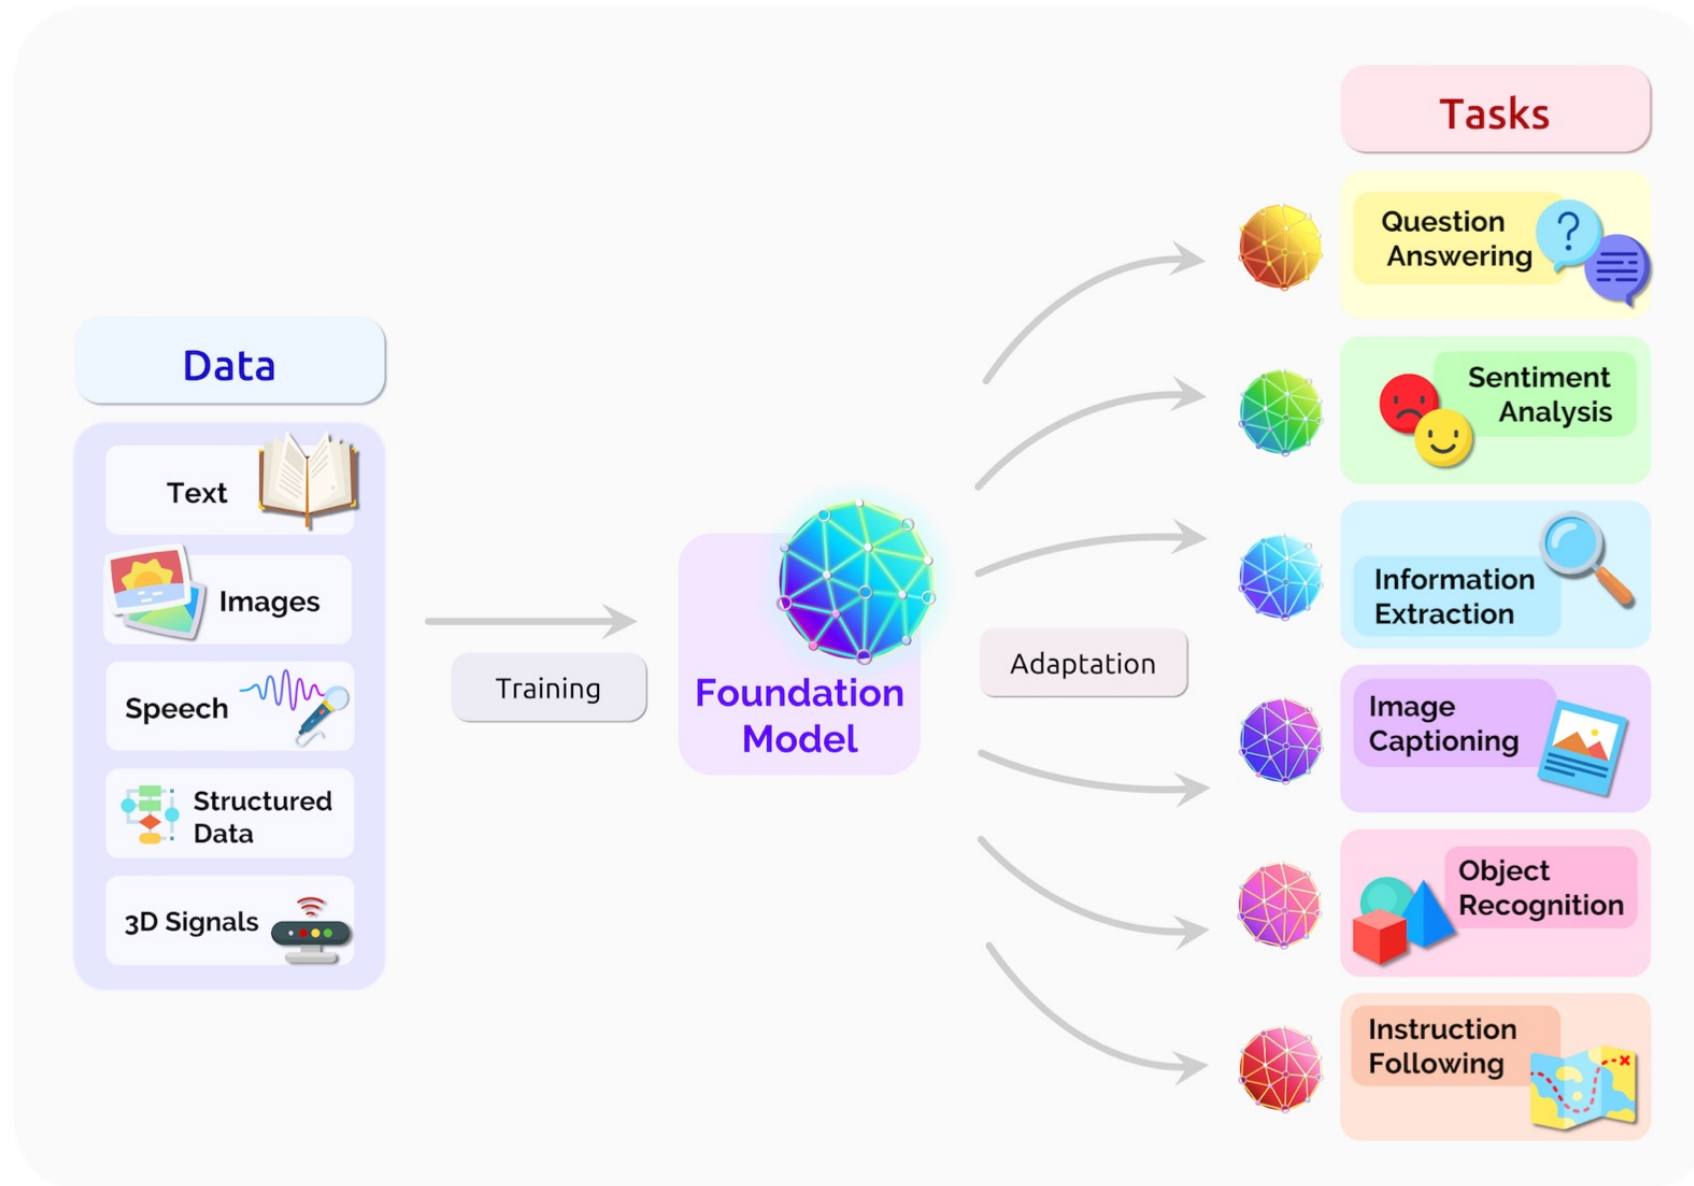 Data
Text
Images
Speech
Structured
Data
3D Signals
Training
Foundation
Model
Adaptation
Tasks
Question
Answering
Sentiment
Analysis
Information
Extraction
Image
Captioning
Object
Recognition
Instruction
Following